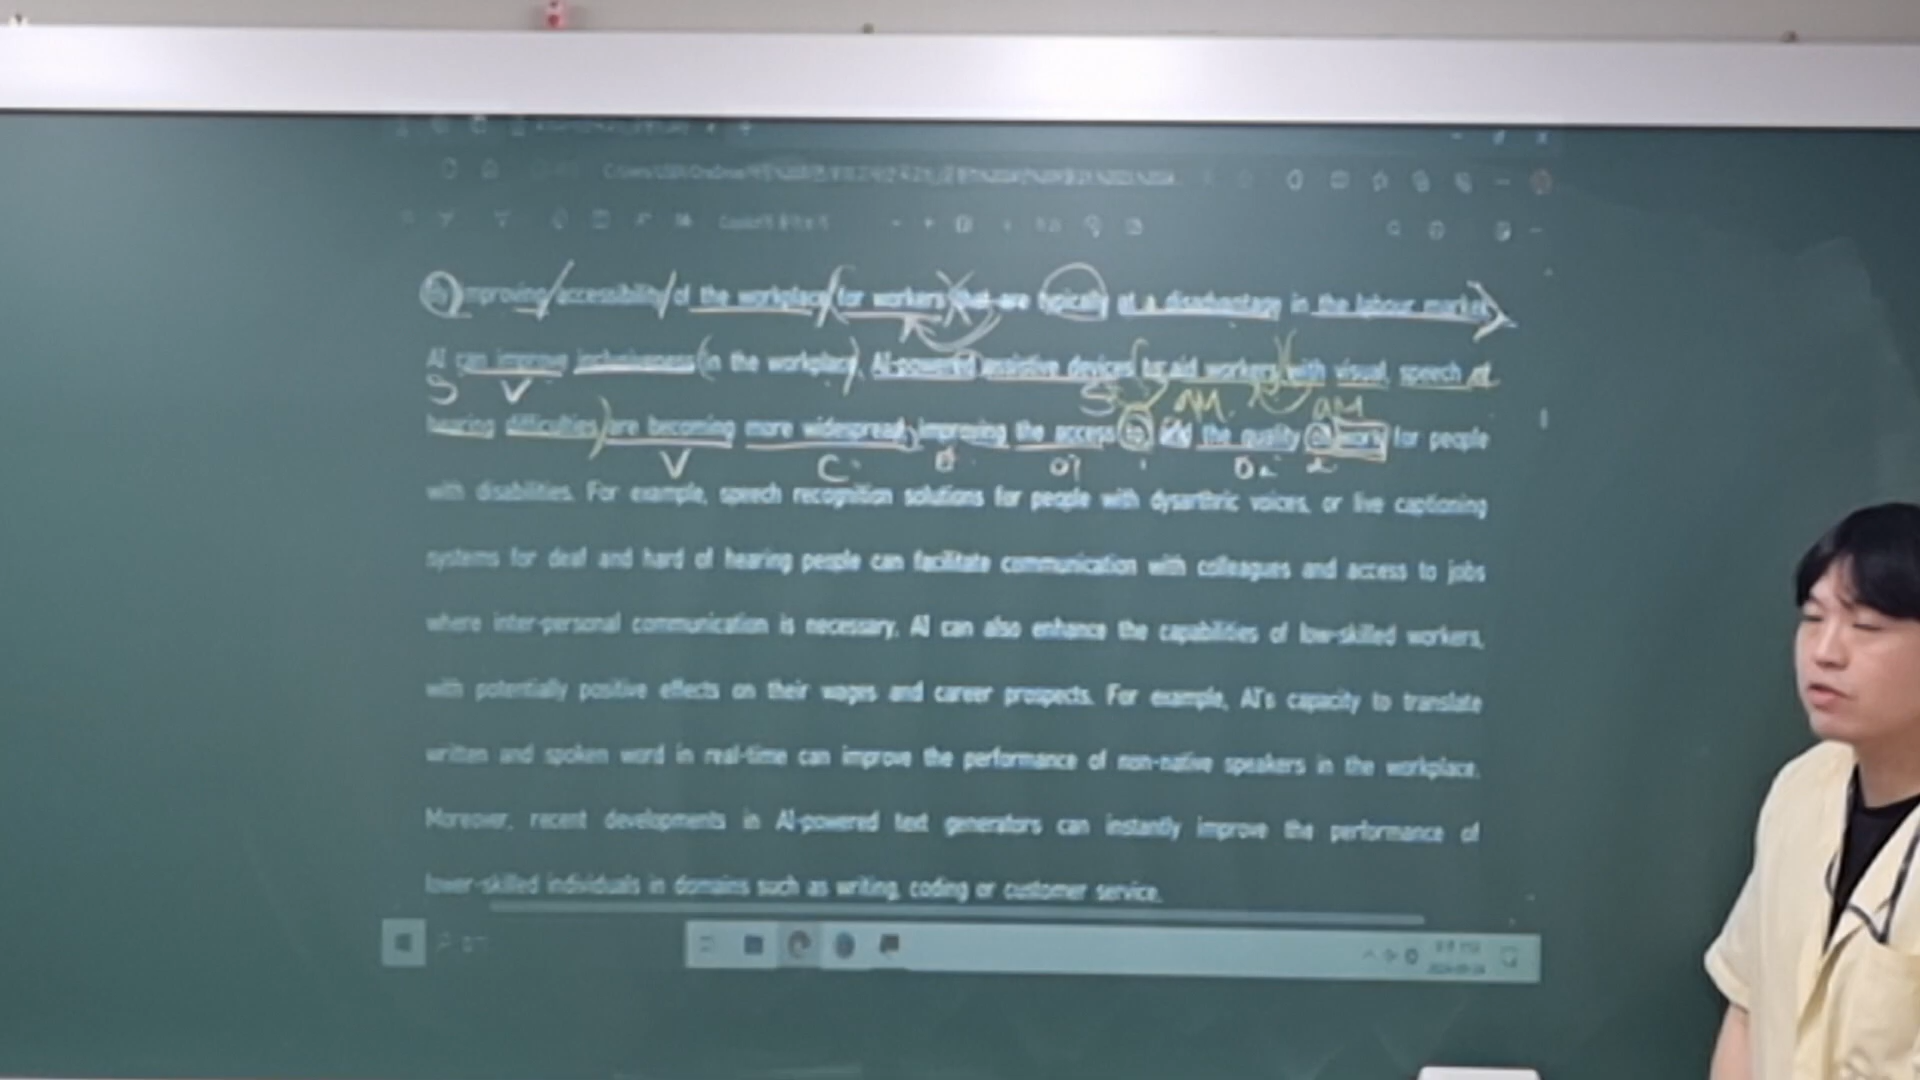 By improving accessibility of the workplace for workers that are typically at a disadvantage in the labour market,
AI can improve inclusiveness in the workplace. AI-powered assistive devices to aid workers with visual, speech or
S V S
hearing difficulties are becoming more widespread, improving the access to, and the quality of work for people
V C
with disabilities. For example, speech recognition solutions for people with dysarthric voices, or live captioning
systems for deaf and hard of hearing people can facilitate communication with colleagues and access to jobs
where inter-personal communication is necessary. AI can also enhance the capabilities of low-skilled workers,
with potentially positive effects on their wages and career prospects. For example, AI's capacity to translate
written and spoken word in real-time can improve the performance of non-native speakers in the workplace.
Moreover, recent developments in AI-powered text generators can instantly improve the performance of
lower-skilled individuals in domains such as writing, coding or customer service.